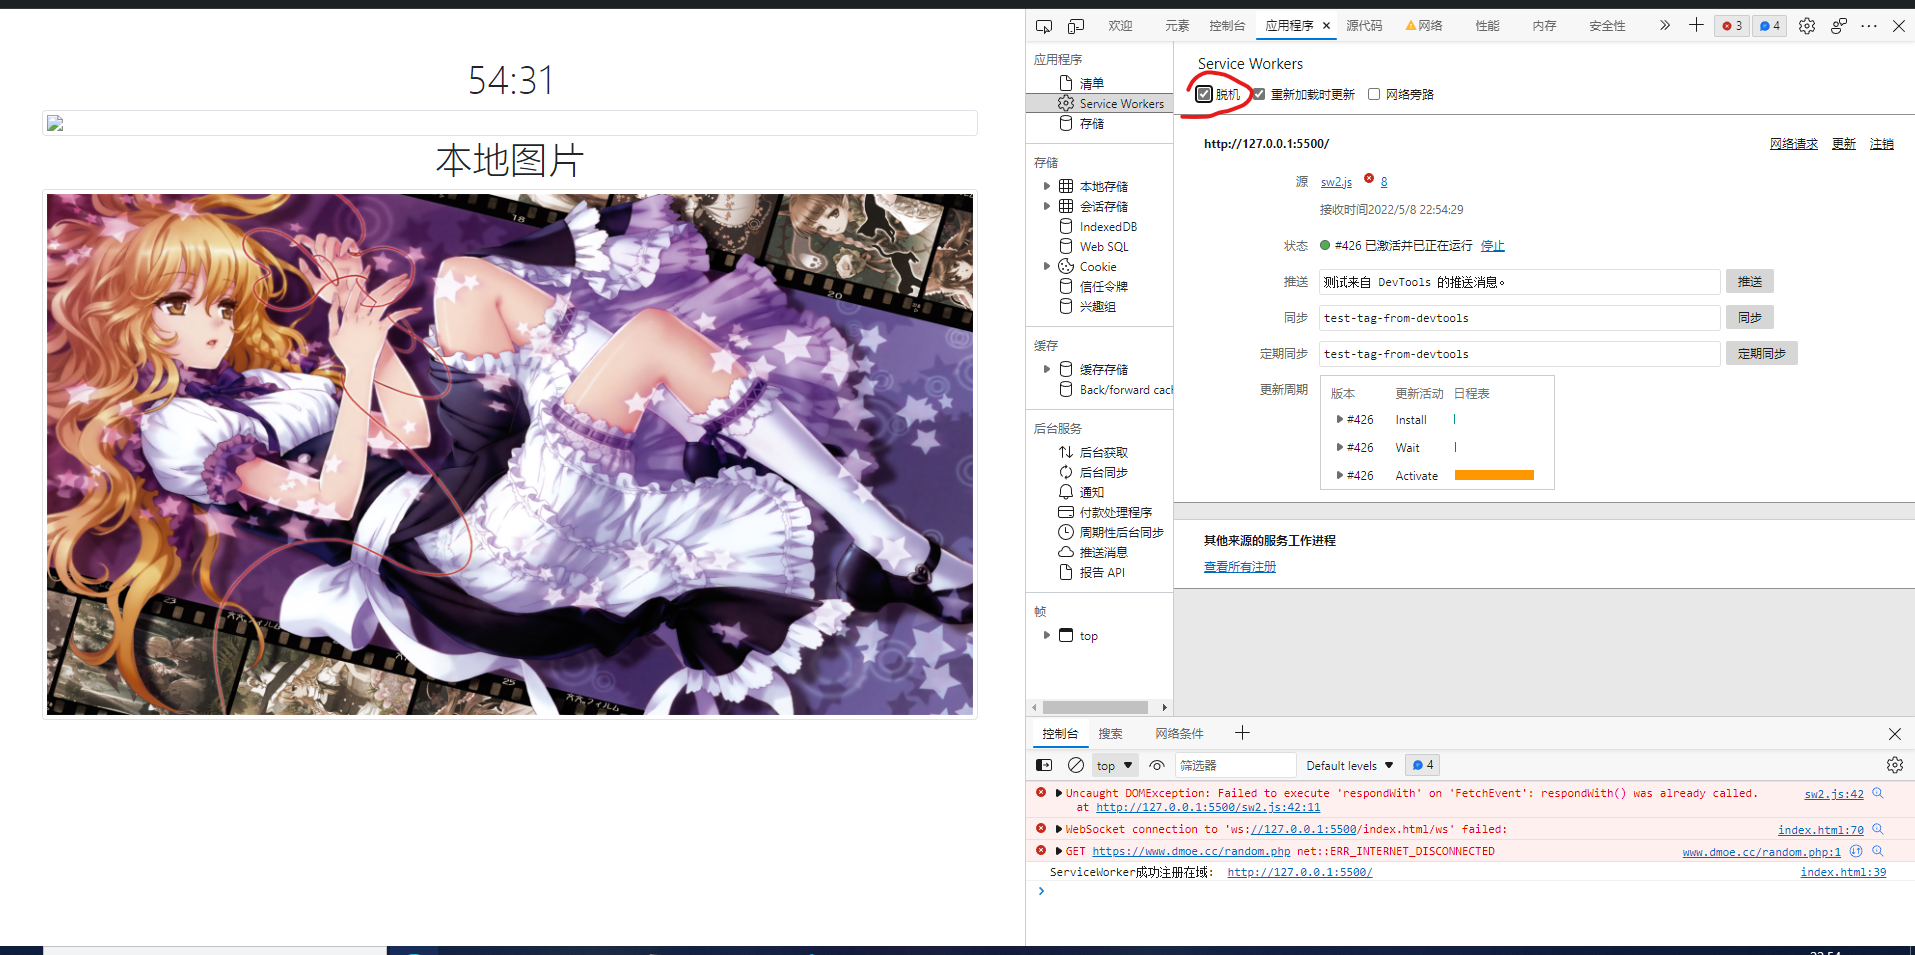 欢迎
元素
控制台
应用程序
源代码
网络
性能
内存
安全性
3
4
54:31
本地图片
18
20
23
25
应用程序
清单
Service Workers
存储
存储
本地存储
会话存储
IndexedDB
Web SQL
Cookie
信任令牌
兴趣组
缓存
缓存存储
Back/forward cac
后台服务
后台获取
后台同步
通知
付款处理程序
周期性后台同步
推送消息
报告 API
帧
top
Service Workers
脱机
重新加载时更新
网络旁路
http://127.0.0.1:5500/
网络请求
更新
注销
源
sw2.js
8
接收时间2022/5/8 22:54:29
状态
#426 已激活并已正在运行 停止
推送
测试来自 DevTools 的推送消息。
推送
同步
test-tag-from-devtools
同步
定期同步
test-tag-from-devtools
定期同步
更新周期
版本 更新活动 日程表
#426 Install
#426 Wait
#426 Activate
其他来源的服务工作进程
查看所有注册
控制台
搜索
网络条件
top
筛选器
Default levels
4
Uncaught DOMException: Failed to execute 'respondWith' on 'FetchEvent': respondWith() was already called. sw2.js:42
at http://127.0.0.1:5500/sw2.js:42:11
WebSocket connection to 'ws://127.0.0.1:5500/index.html/ws' failed: index.html:70
GET https://www.dmoe.cc/random.php net::ERR_INTERNET_DISCONNECTED www.dmoe.cc/random.php:1
ServiceWorker成功注册在域: http://127.0.0.1:5500/ index.html:39